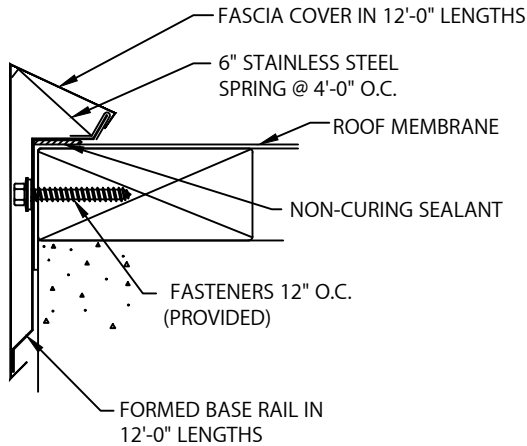 FASCIA COVER IN 12'-0" LENGTHS
6" STAINLESS STEEL
SPRING @ 4'-0" O.C.
ROOF MEMBRANE
NON-CURING SEALANT
FASTENERS 12" O.C.
(PROVIDED)
FORMED BASE RAIL IN
12'-0" LENGTHS